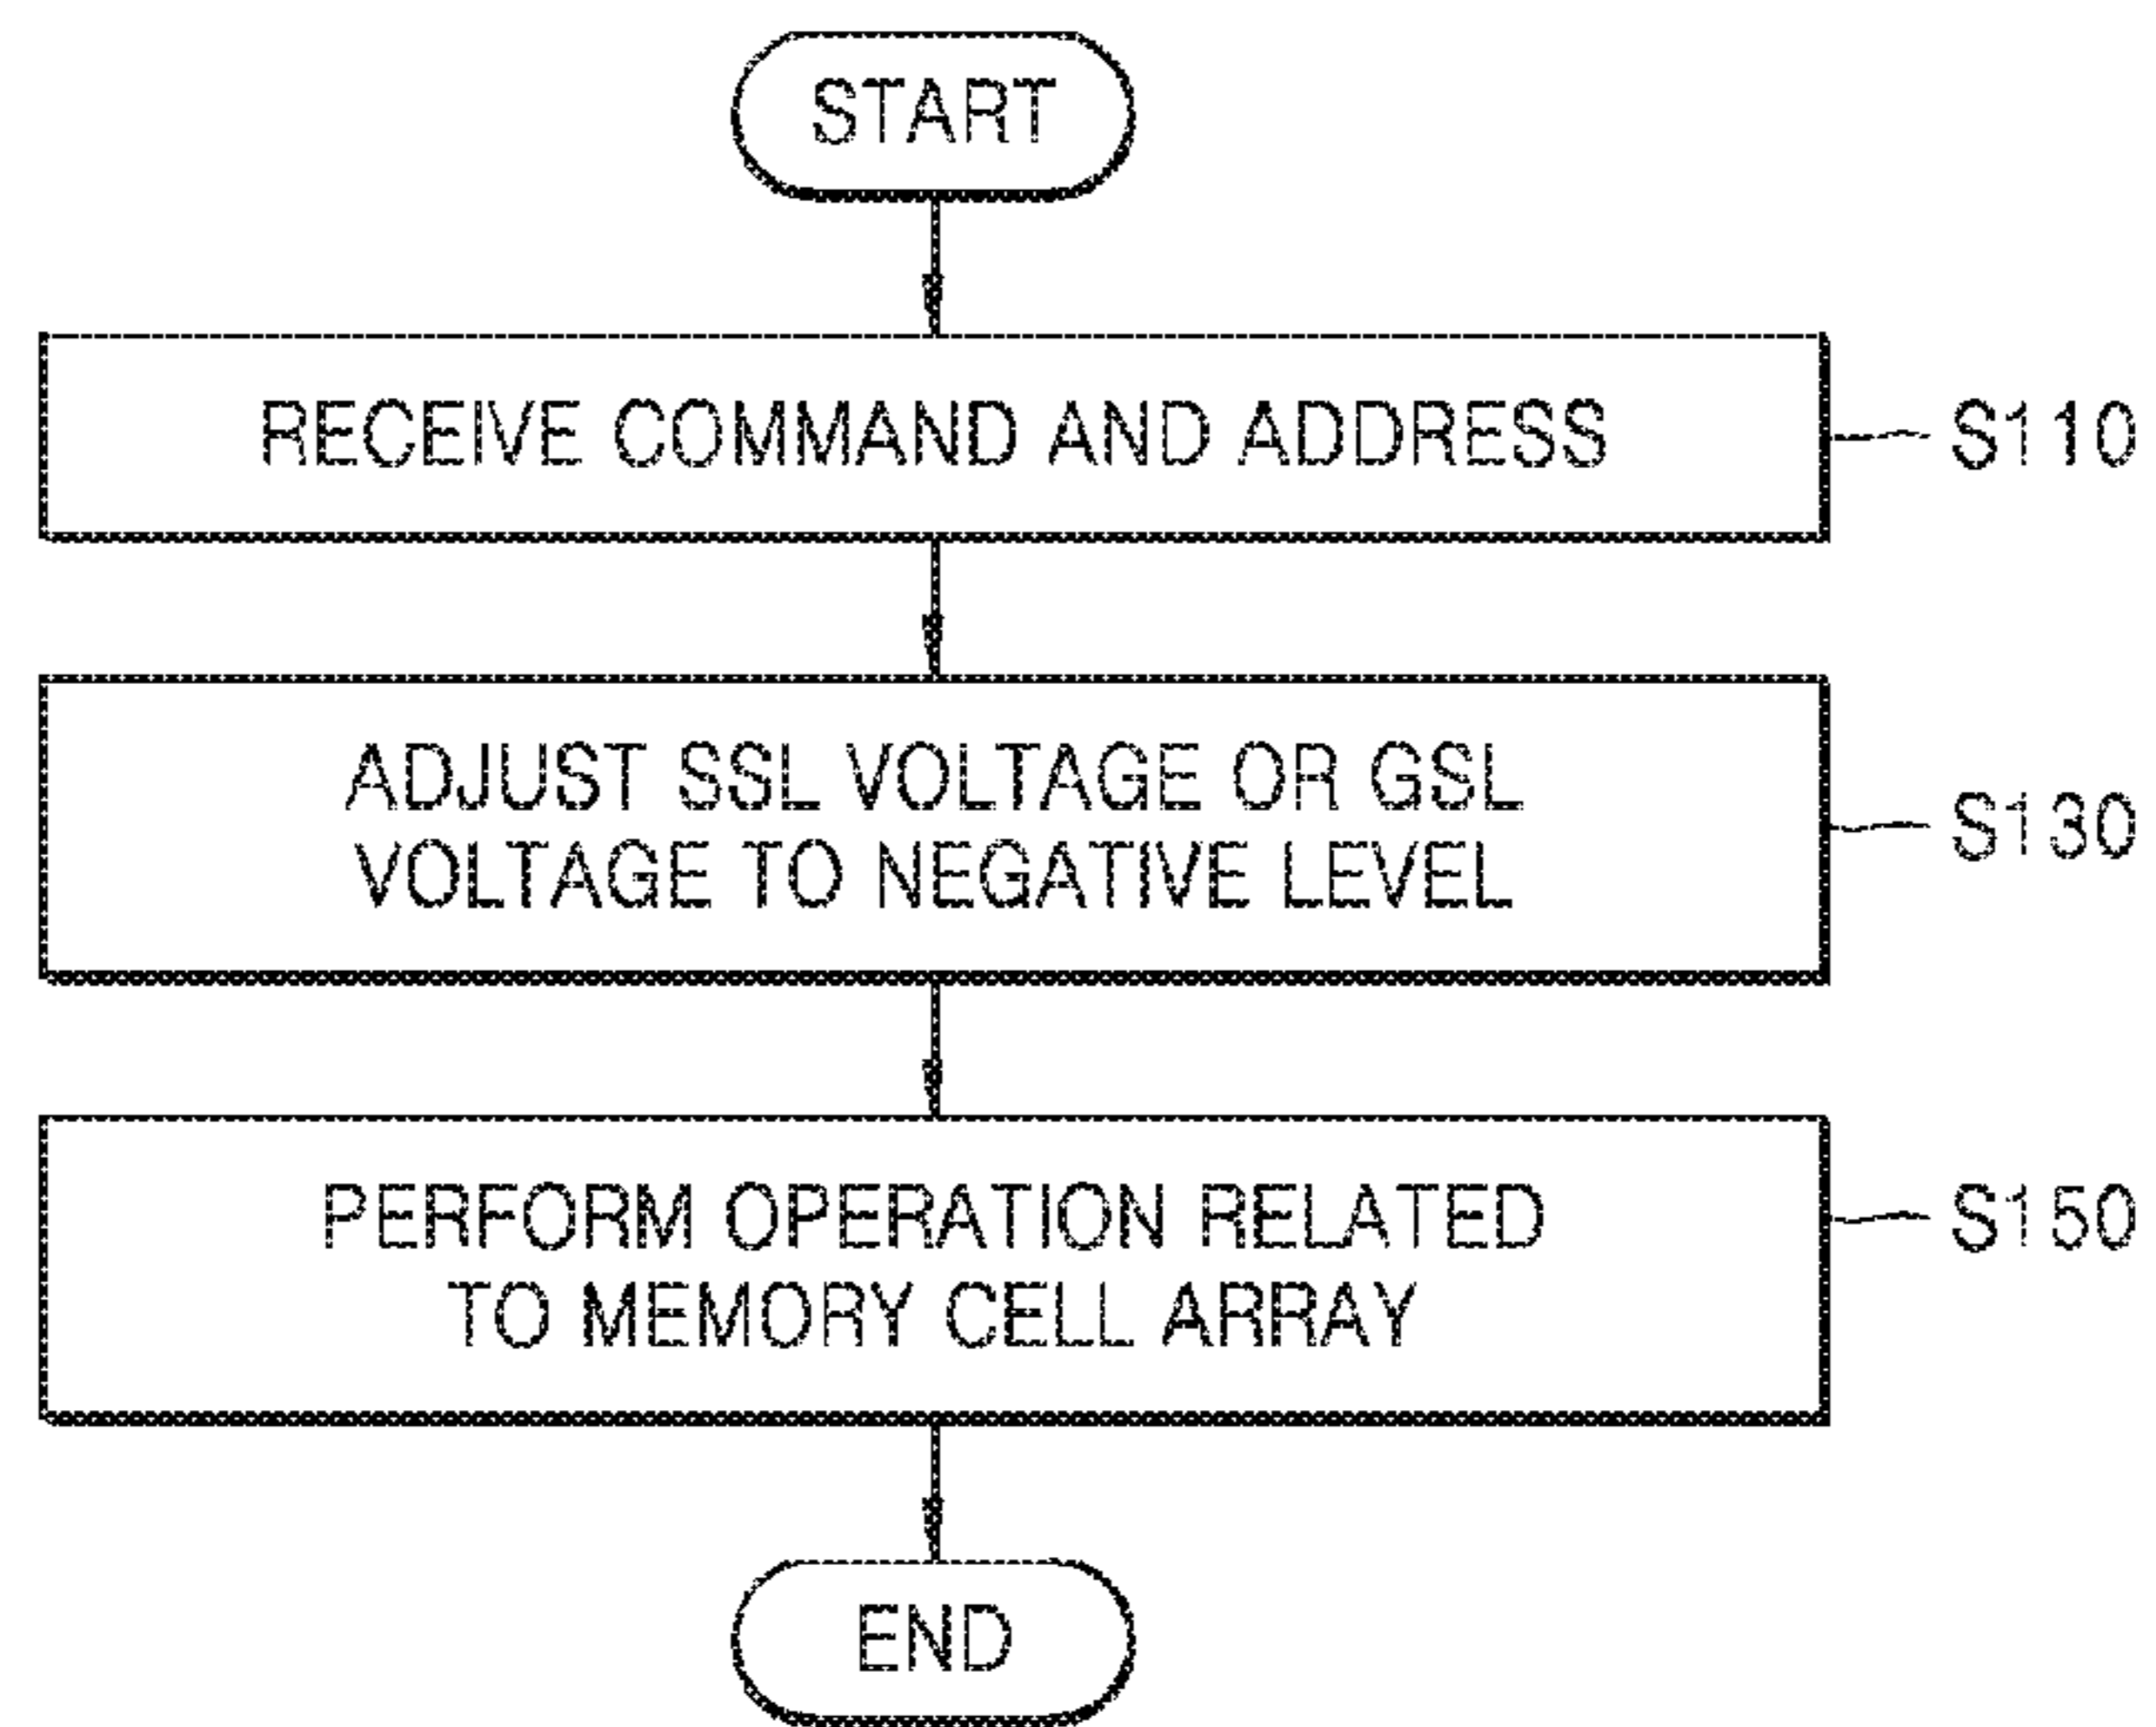 START
RECEIVE COMMAND AND ADDRESS
S110
ADJUST SSL VOLTAGE OR GSL
VOLTAGE TO NEGATIVE LEVEL
S130
PERFORM OPERATION RELATED
TO MEMORY CELL ARRAY
S150
END